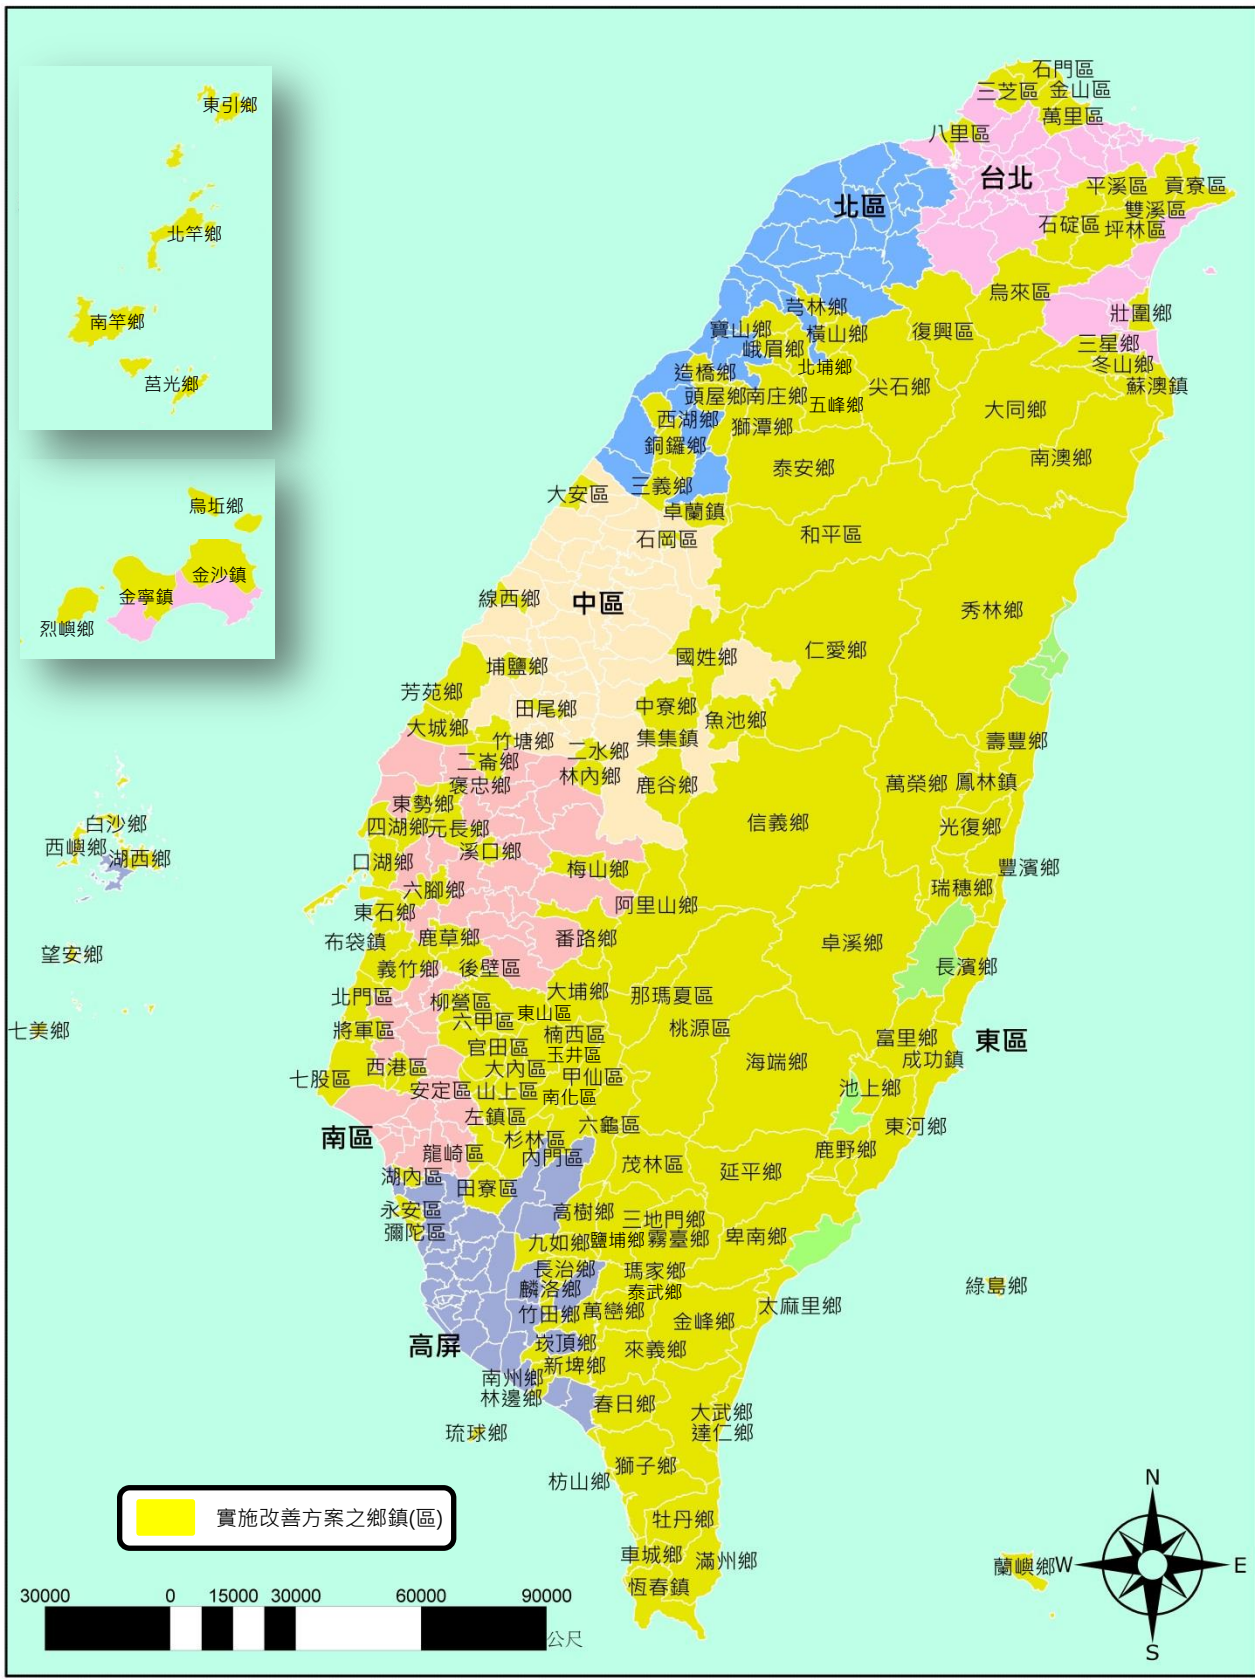 東引鄉
北竿鄉
南竿鄉
莒光鄉
烏坵鄉
金沙鎮
金寧鎮
烈嶼鄉
石門區
三芝區
金山區
萬里區
八里區
台北
平溪區
貢寮區
雙溪區
石碇區
坪林區
北區
烏來區
壯圍鄉
三星鄉
冬山鄉
蘇澳鎮
芎林鄉
寶山鄉
橫山鄉
復興區
峨眉鄉
北埔鄉
造橋鄉
頭屋鄉
南庄鄉
五峰鄉
尖石鄉
大同鄉
西湖鄉
獅潭鄉
銅鑼鄉
泰安鄉
南澳鄉
三義鄉
大安區
卓蘭鎮
石岡區
和平區
線西鄉
中區
秀林鄉
國姓鄉
仁愛鄉
埔鹽鄉
芳苑鄉
田尾鄉
中寮鄉
魚池鄉
大城鄉
竹塘鄉
二水鄉
集集鎮
壽豐鄉
二崙鄉
林內鄉
鹿谷鄉
褒忠鄉
萬榮鄉
鳳林鎮
東勢鄉
四湖鄉
元長鄉
信義鄉
光復鄉
溪口鄉
口湖鄉
梅山鄉
豐濱鄉
六腳鄉
瑞穗鄉
東石鄉
阿里山鄉
布袋鎮
鹿草鄉
番路鄉
卓溪鄉
義竹鄉
後壁區
長濱鄉
白沙鄉
西嶼鄉
湖西鄉
望安鄉
七美鄉
北門區
柳營區
大埔鄉
那瑪夏區
東山區
將軍區
六甲區
楠西區
桃源區
富里鄉
東區
官田區
玉井區
海端鄉
成功鎮
七股區
西港區
大內區
甲仙區
池上鄉
安定區
山上區
南化區
左鎮區
六龜區
東河鄉
南區
杉林區
龍崎區
內門區
茂林區
延平鄉
鹿野鄉
湖內區
田寮區
永安區
高樹鄉
三地門鄉
彌陀區
九如鄉
鹽埔鄉
霧臺鄉
卑南鄉
長治鄉
瑪家鄉
麟洛鄉
泰武鄉
綠島鄉
竹田鄉
萬巒鄉
金峰鄉
太麻里鄉
高屏
崁頂鄉
來義鄉
新埤鄉
南州鄉
林邊鄉
春日鄉
大武鄉
達仁鄉
琉球鄉
獅子鄉
枋山鄉
牡丹鄉
車城鄉
滿州鄉
恆春鎮
蘭嶼鄉
實施改善方案之鄉鎮(區)
30000 0 15000 30000 60000 90000
公尺
N
W
E
S